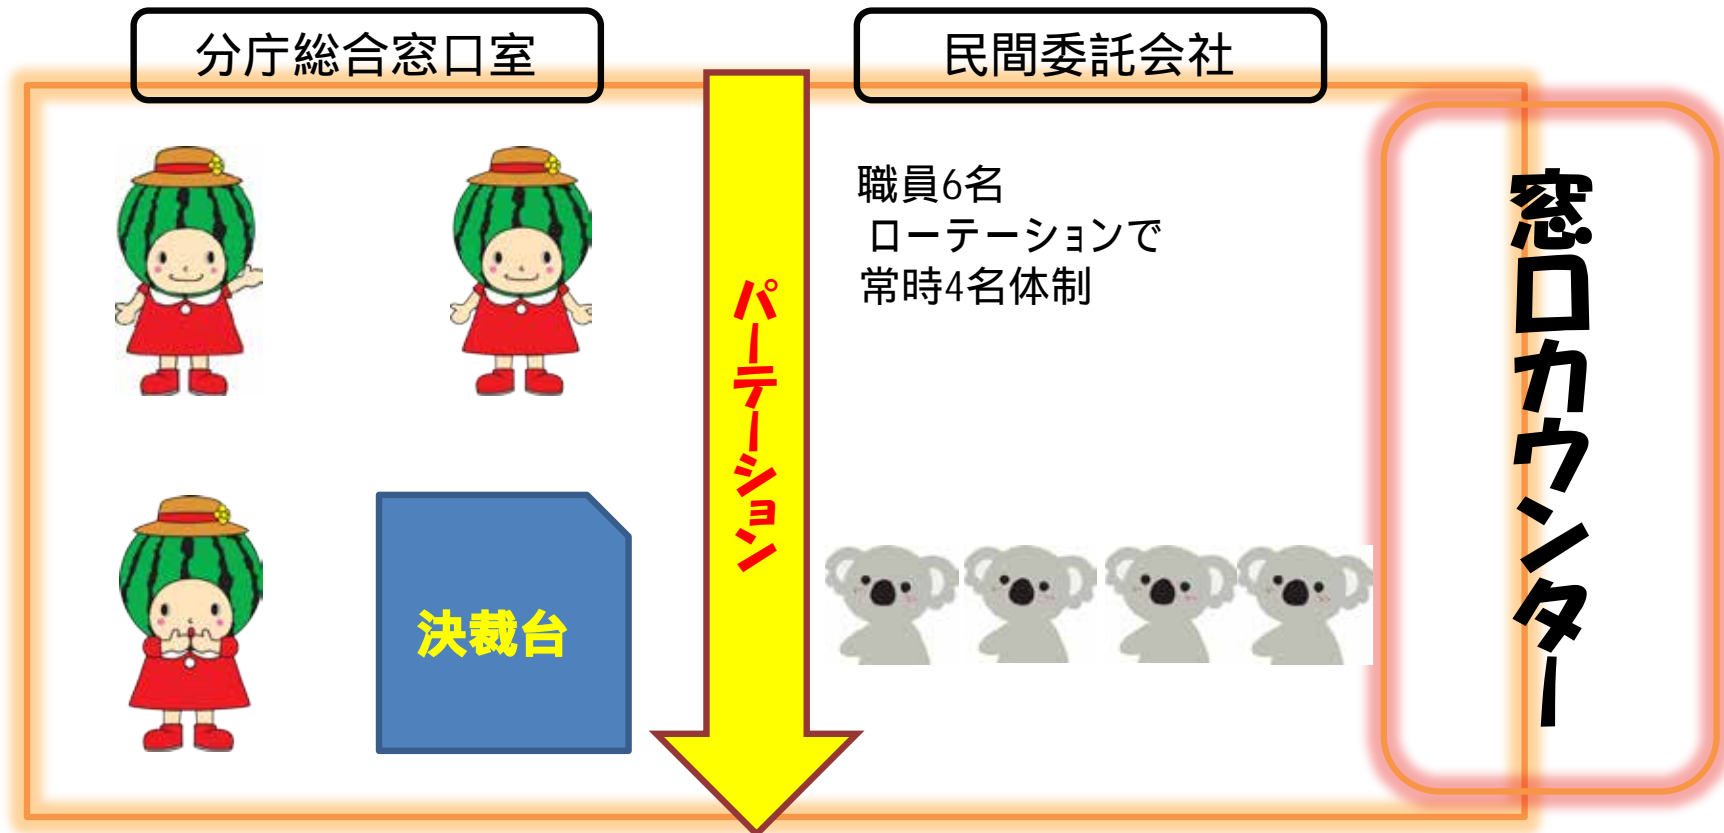 分庁総合窓口室
民間委託会社
職員6名
ローテーションで
常時4名体制
パーテーション
決裁台
窓口カウンター